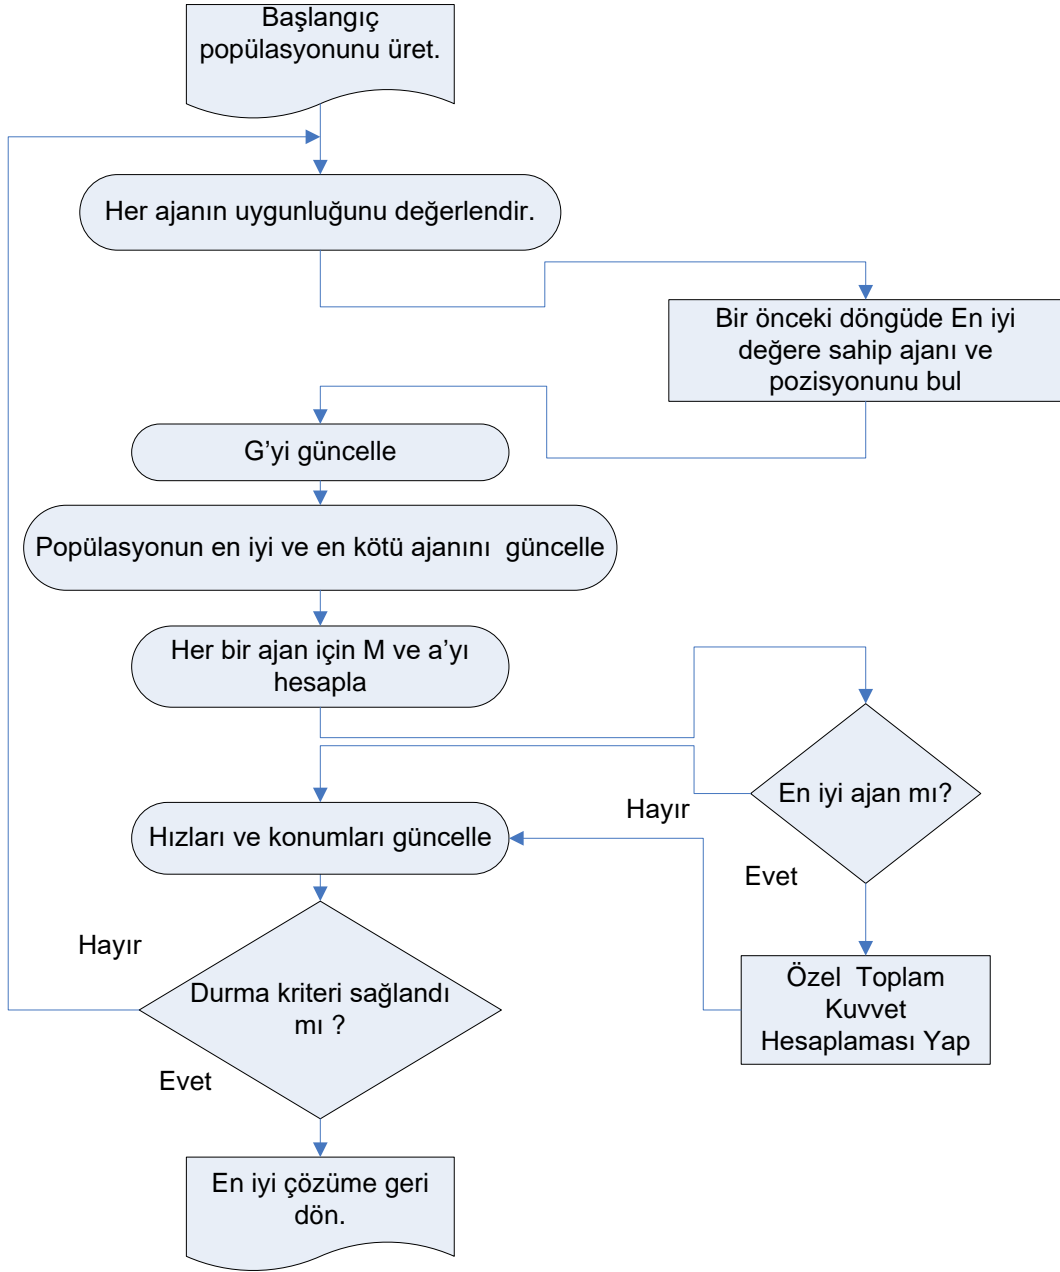 Başlangıç
popülasyonunu üret.
Her ajanın uygunluğunu değerlendir.
Bir önceki döngüde En iyi
değere sahip ajanı ve
pozisyonunu bul
G’yi güncelle
Popülasyonun en iyi ve en kötü ajanını güncelle
Her bir ajan için M ve a’yı
hesapla
En iyi ajan mı?
Hayır
Hızları ve konumları güncelle
Evet
Hayır
Özel Toplam
Kuvvet
Hesaplaması Yap
Durma kriteri sağlandı
mı ?
Evet
En iyi çözüme geri
dön.